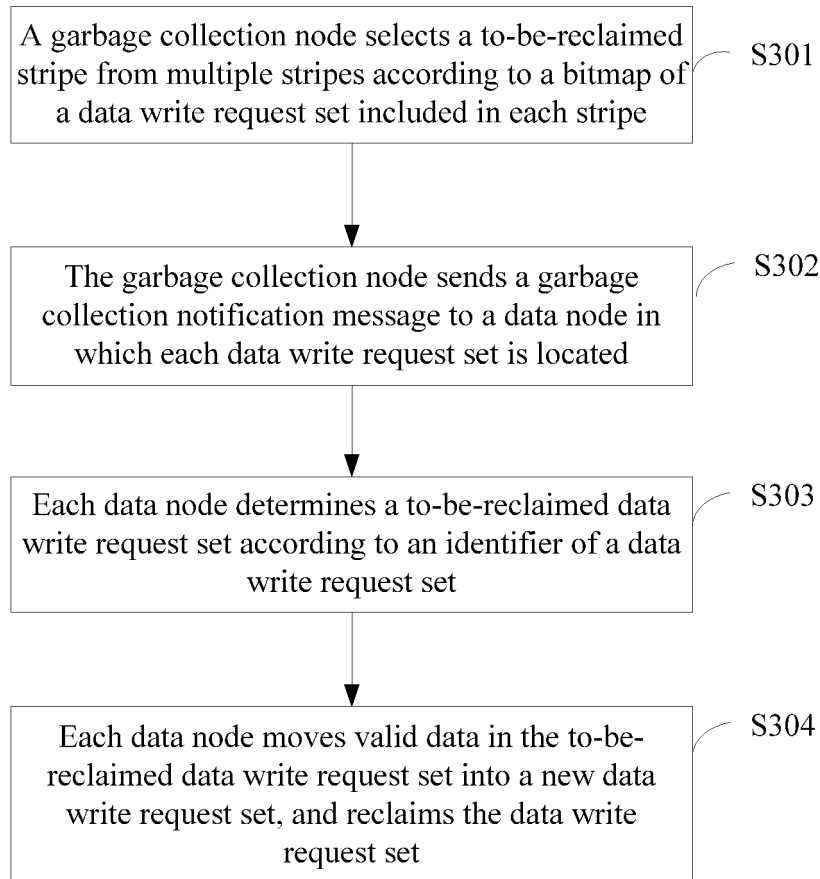 A garbage collection node selects a to-be-reclaimed
stripe from multiple stripes according to a bitmap of
a data write request set included in each stripe
S301
The garbage collection node sends a garbage
collection notification message to a data node in
which each data write request set is located
S302
Each data node determines a to-be-reclaimed data
write request set according to an identifier of a data
write request set
S303
Each data node moves valid data in the to-be-
reclaimed data write request set into a new data
write request set, and reclaims the data write
request set
S304